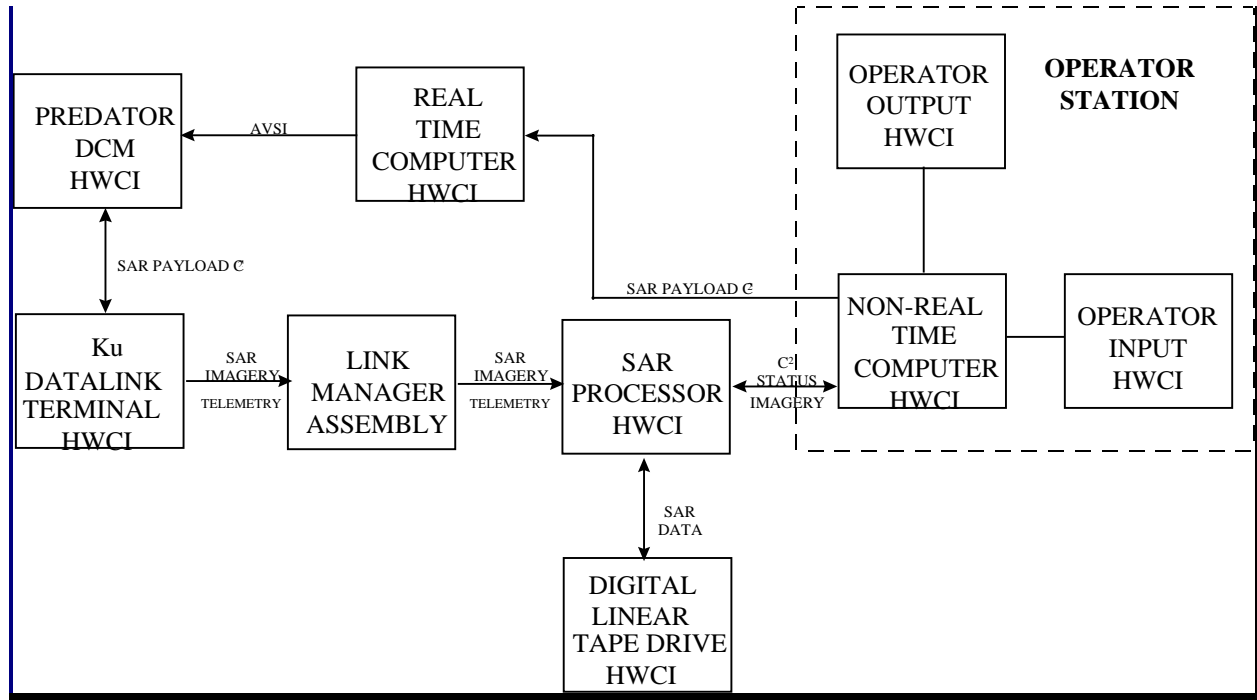 OPERATOR
OUTPUT
HWCI
OPERATOR
STATION
PREDATOR
DCM
HWCI
AVSI
REAL
TIME
COMPUTER
HWCI
SAR PAYLOAD C2
SAR PAYLOAD C2
Ku
DATALINK
TERMINAL
HWCI
SAR
IMAGERY
TELEMETRY
LINK
MANAGER
ASSEMBLY
SAR
IMAGERY
TELEMETRY
SAR
PROCESSOR
HWCI
C2
STATUS
IMAGERY
NON-REAL
TIME
COMPUTER
HWCI
OPERATOR
INPUT
HWCI
SAR
DATA
DIGITAL
LINEAR
TAPE DRIVE
HWCI